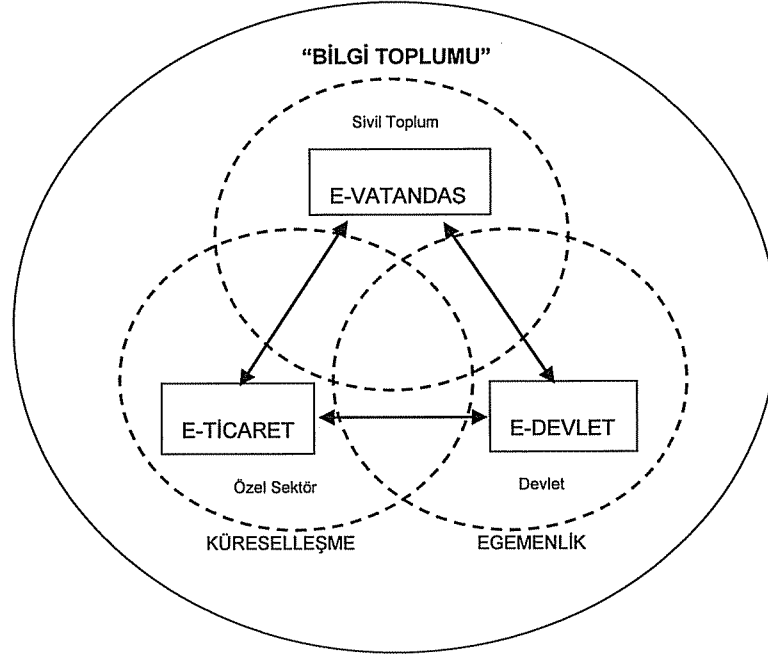 “BİLGİ TOPLUMU”
Sivil Toplum
E-VATANDAS
E-TİCARET
E-DEVLET
Özel Sektör
Devlet
KÜRESELLEŞME
EGEMENLİK